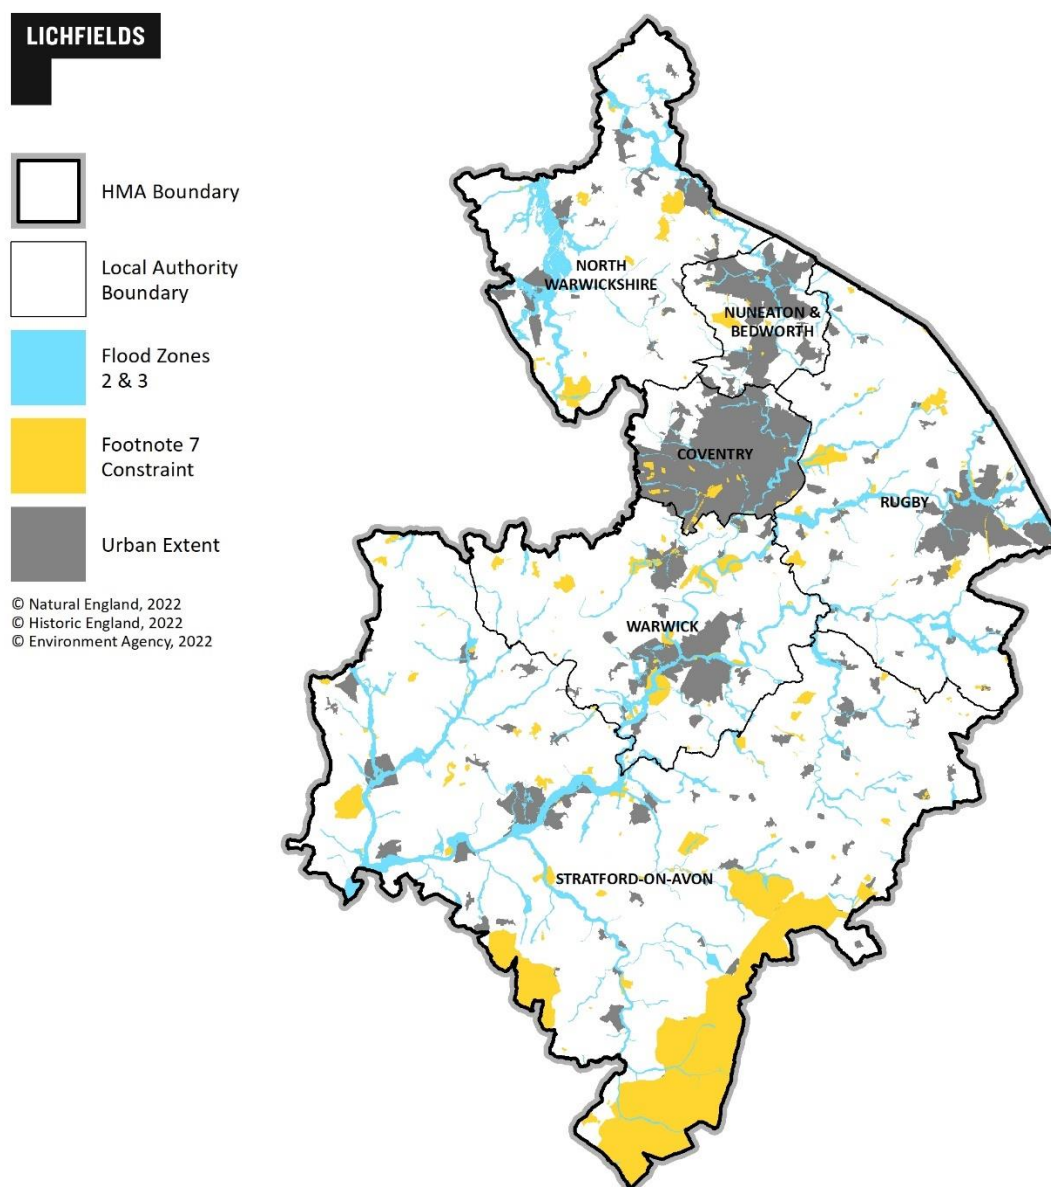 LICHFIELDS
HMA Boundary
Local Authority
Boundary
Flood Zones
2 & 3
Footnote 7
Constraint
Urban Extent
© Natural England, 2022
© Historic England, 2022
© Environment Agency, 2022
NORTH
WARWICKSHIRE
NUNEATON &
BEDWORTH
COVENTRY
RUGBY
WARWICK
STRATFORD-ON-AVON